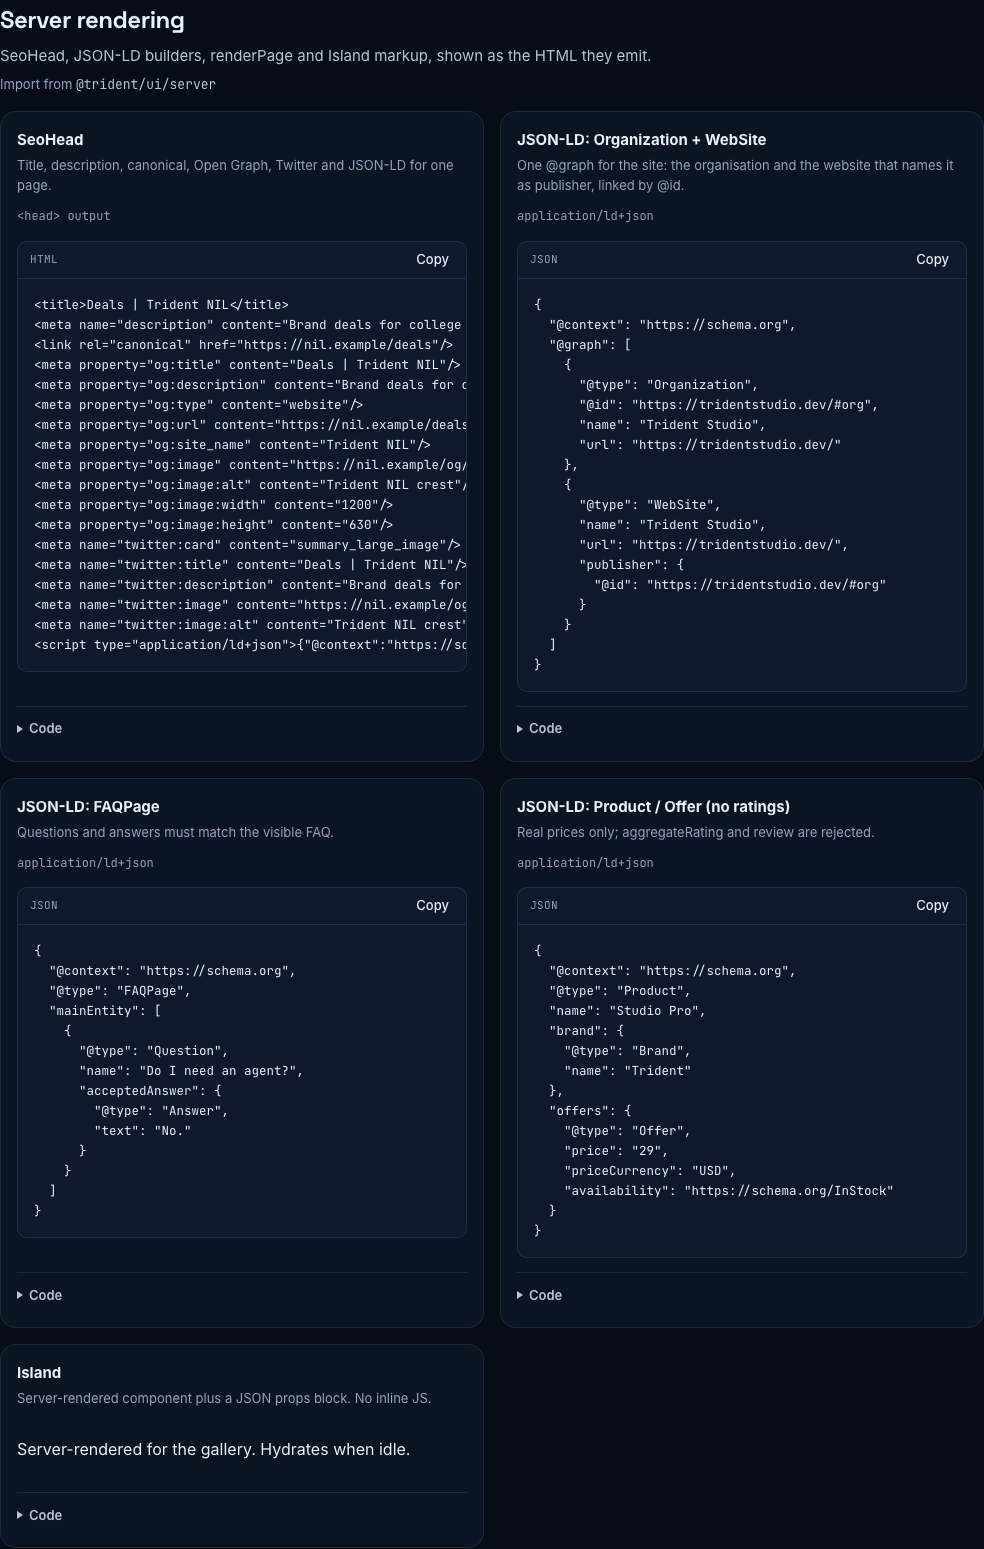 Server rendering
SeoHead, JSON-LD builders, renderPage and Island markup, shown as the HTML they emit.
Import from @trident/ui/server
SeoHead
Title, description, canonical, Open Graph, Twitter and JSON-LD for one
page.
<head> output
HTML
Copy
<title>Deals | Trident NIL</title>
<meta name="description" content="Brand deals for college
<link rel="canonical" href="https://nil.example/deals"/>
<meta property="og:title" content="Deals | Trident NIL"/>
<meta property="og:description" content="Brand deals for c
<meta property="og:type" content="website"/>
<meta property="og:url" content="https://nil.example/deals
<meta property="og:site_name" content="Trident NIL"/>
<meta property="og:image" content="https://nil.example/og/
<meta property="og:image:alt" content="Trident NIL crest"/
<meta property="og:image:width" content="1200"/>
<meta property="og:image:height" content="630"/>
<meta name="twitter:card" content="summary_large_image"/>
<meta name="twitter:title" content="Deals | Trident NIL"/>
<meta name="twitter:description" content="Brand deals for
<meta name="twitter:image" content="https://nil.example/og
<meta name="twitter:image:alt" content="Trident NIL crest"
<script type="application/ld+json">{"@context":"https://sc
Code
JSON-LD: Organization + WebSite
One @graph for the site: the organisation and the website that names it
as publisher, linked by @id.
application/ld+json
JSON
Copy
{
  "@context": "https://schema.org",
  "@graph": [
    {
      "@type": "Organization",
      "@id": "https://tridentstudio.dev/#org",
      "name": "Trident Studio",
      "url": "https://tridentstudio.dev/"
    },
    {
      "@type": "WebSite",
      "name": "Trident Studio",
      "url": "https://tridentstudio.dev/",
      "publisher": {
        "@id": "https://tridentstudio.dev/#org"
      }
    }
  ]
}
Code
JSON-LD: FAQPage
Questions and answers must match the visible FAQ.
application/ld+json
JSON
Copy
{
  "@context": "https://schema.org",
  "@type": "FAQPage",
  "mainEntity": [
    {
      "@type": "Question",
      "name": "Do I need an agent?",
      "acceptedAnswer": {
        "@type": "Answer",
        "text": "No."
      }
    }
  ]
}
Code
JSON-LD: Product / Offer (no ratings)
Real prices only; aggregateRating and review are rejected.
application/ld+json
JSON
Copy
{
  "@context": "https://schema.org",
  "@type": "Product",
  "name": "Studio Pro",
  "brand": {
    "@type": "Brand",
    "name": "Trident"
  },
  "offers": {
    "@type": "Offer",
    "price": "29",
    "priceCurrency": "USD",
    "availability": "https://schema.org/InStock"
  }
}
Code
Island
Server-rendered component plus a JSON props block. No inline JS.
Server-rendered for the gallery. Hydrates when idle.
Code